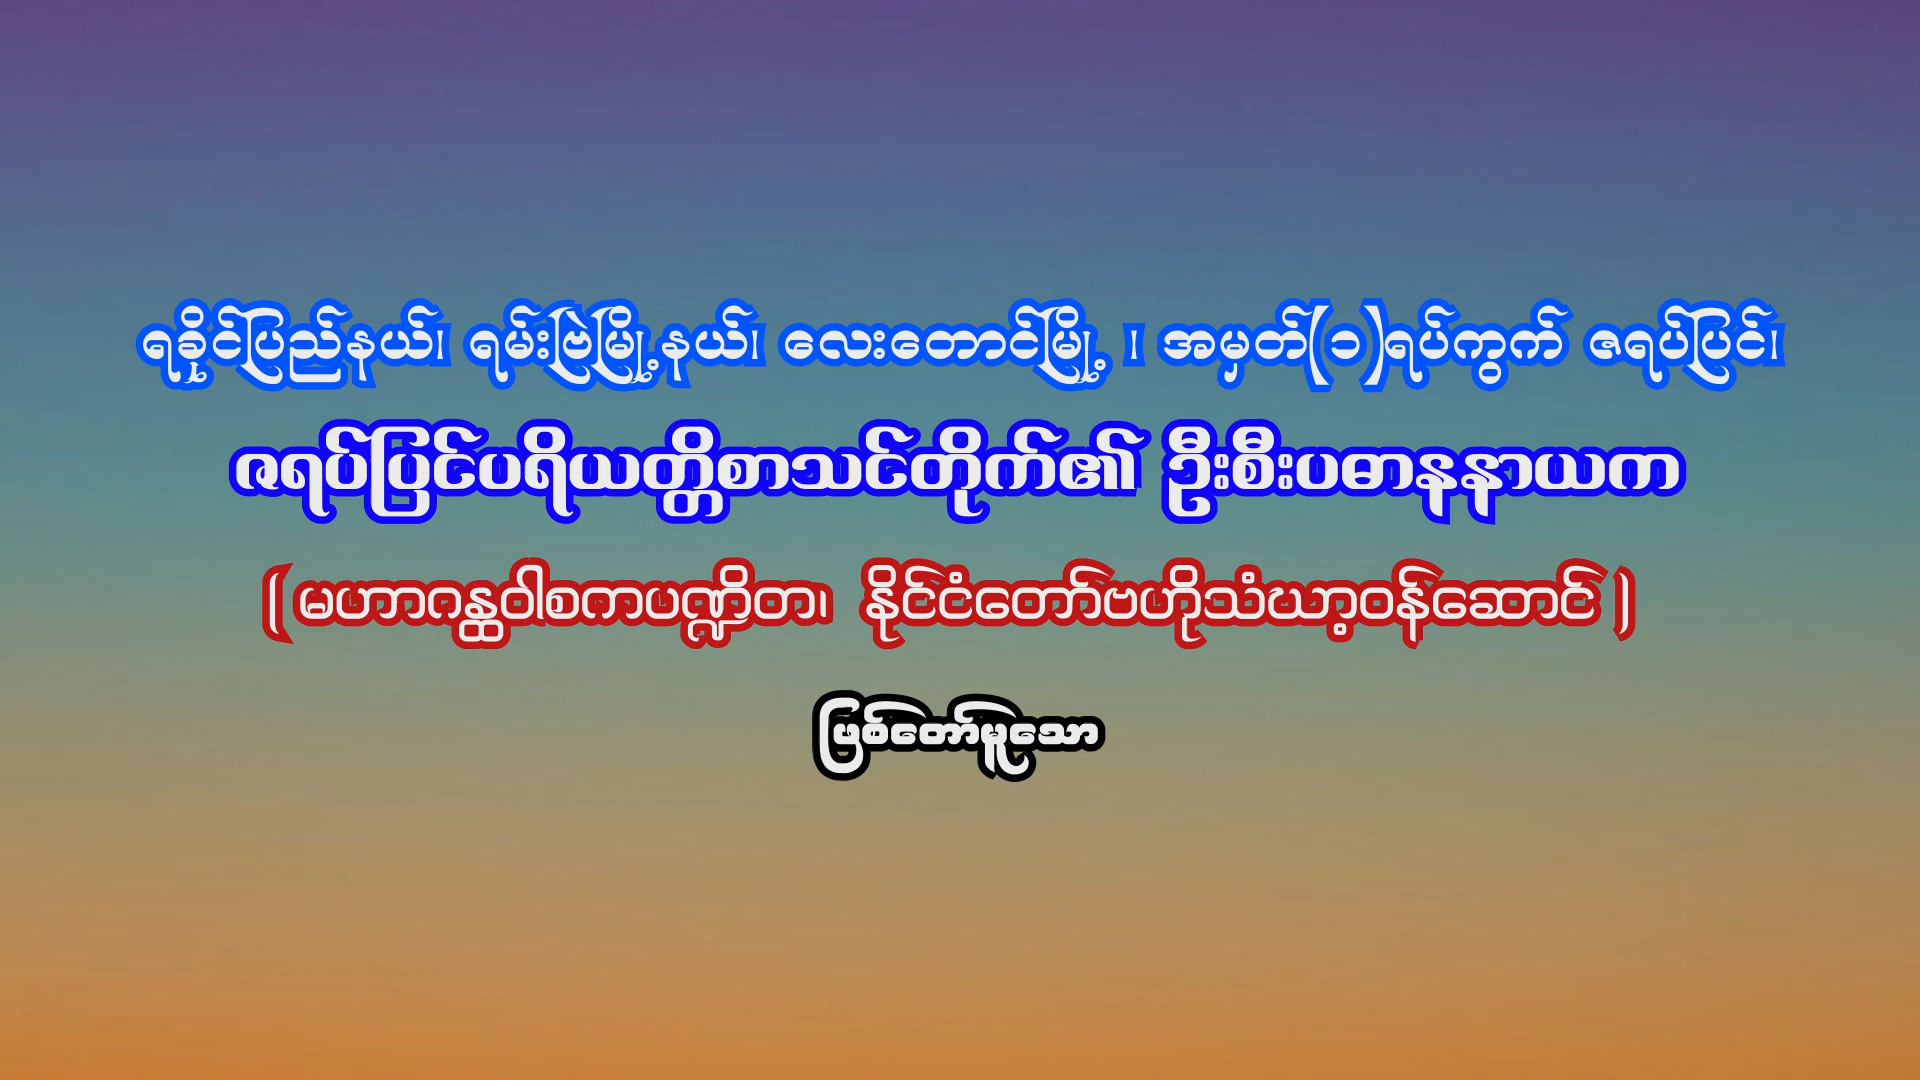 ရခိုင်ပြည်နယ်၊ ရမ်းဗြဲမြို့နယ်၊ လေးတောင်မြို့ ၊ အမှတ်(၁)ရပ်ကွက် ဇရပ်ပြင်၊
ဇရပ်ပြင်ပရိယတ္တိစာသင်တိုက်၏ ဦးစီးပဓာနနာယက
( မဟာဂန္ထဝါစကပဏ္ဍိတ၊ နိုင်ငံတော်ဗဟိုသံဃာ့ဝန်ဆောင် )
ဖြစ်တော်မူသော